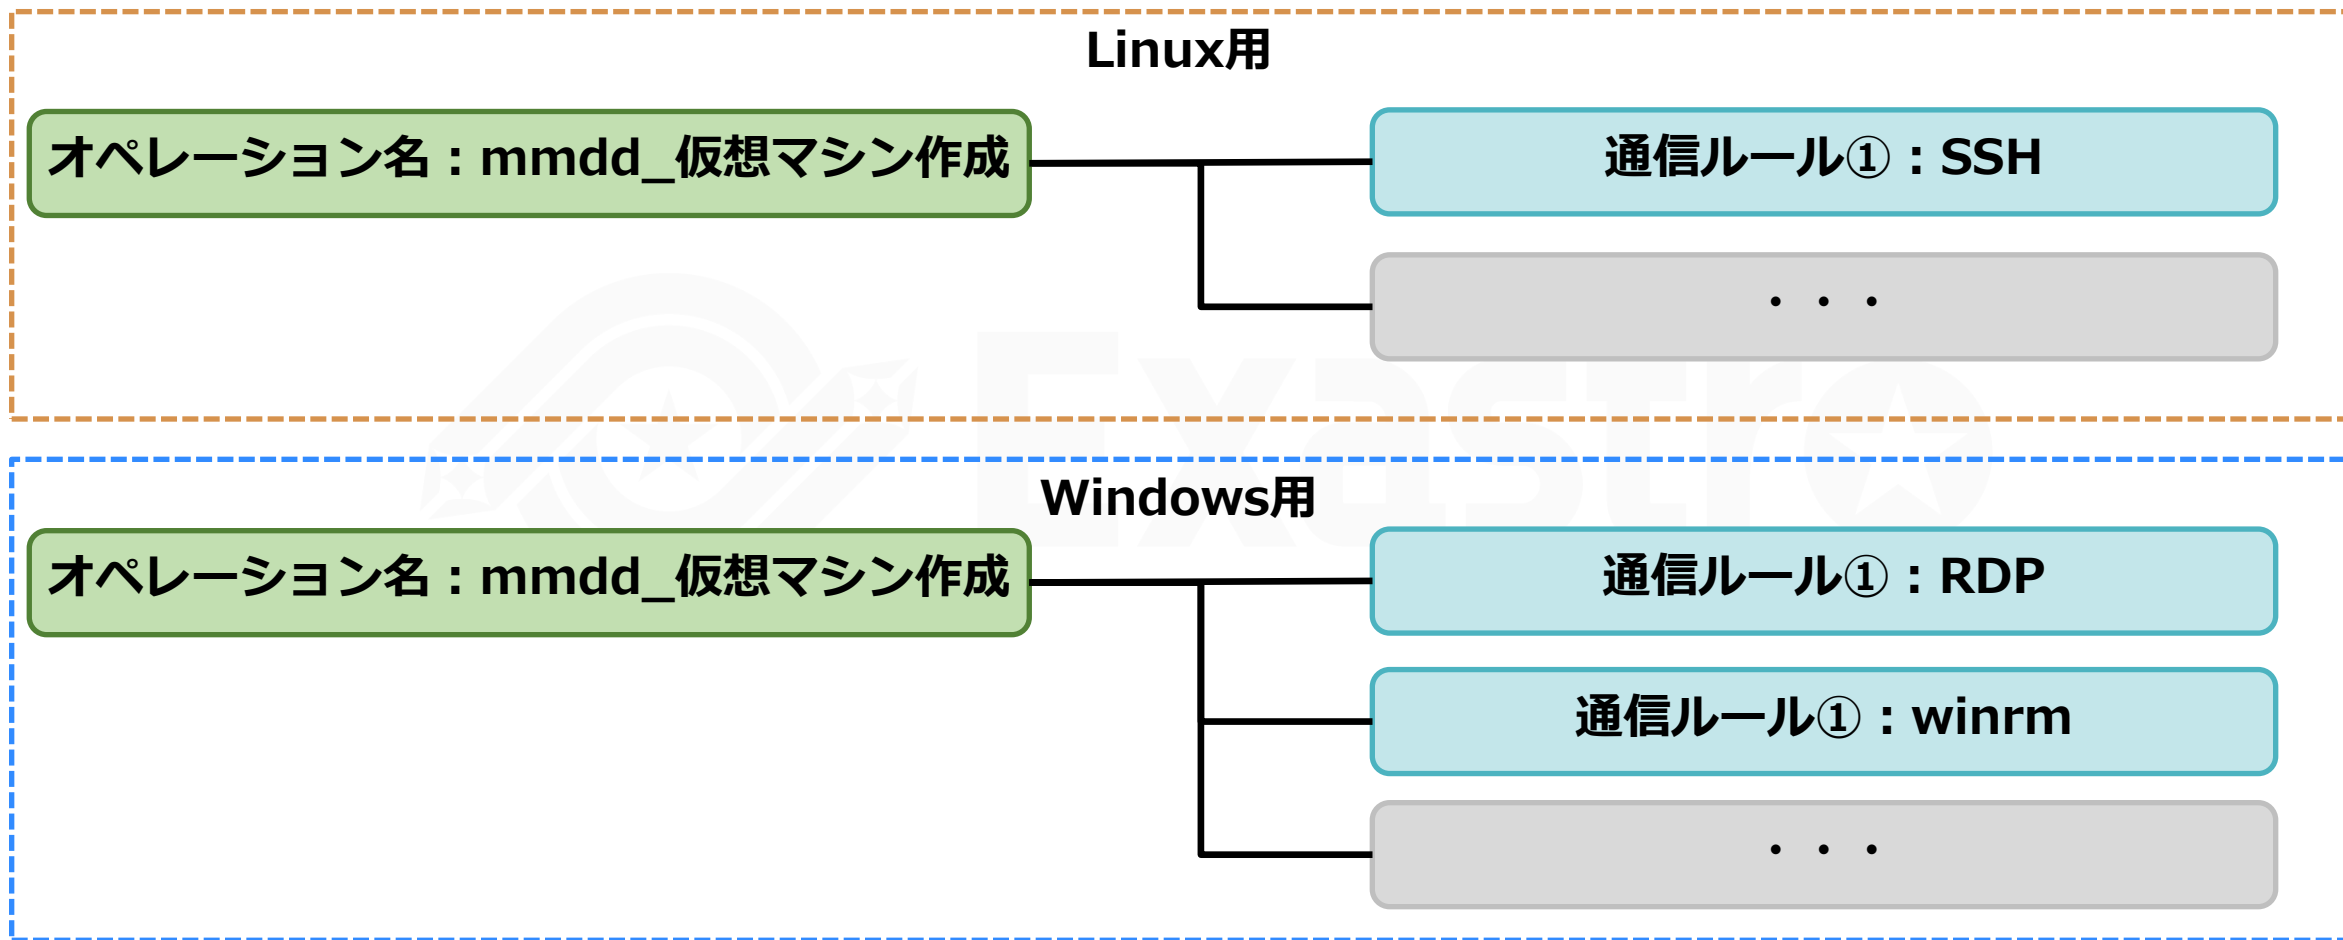 Linux用
オペレーション名：mmdd_仮想マシン作成
通信ルール①：SSH
・・・
Exastro
Windows用
オペレーション名：mmdd_仮想マシン作成
通信ルール①：RDP
通信ルール①：winrm
・・・